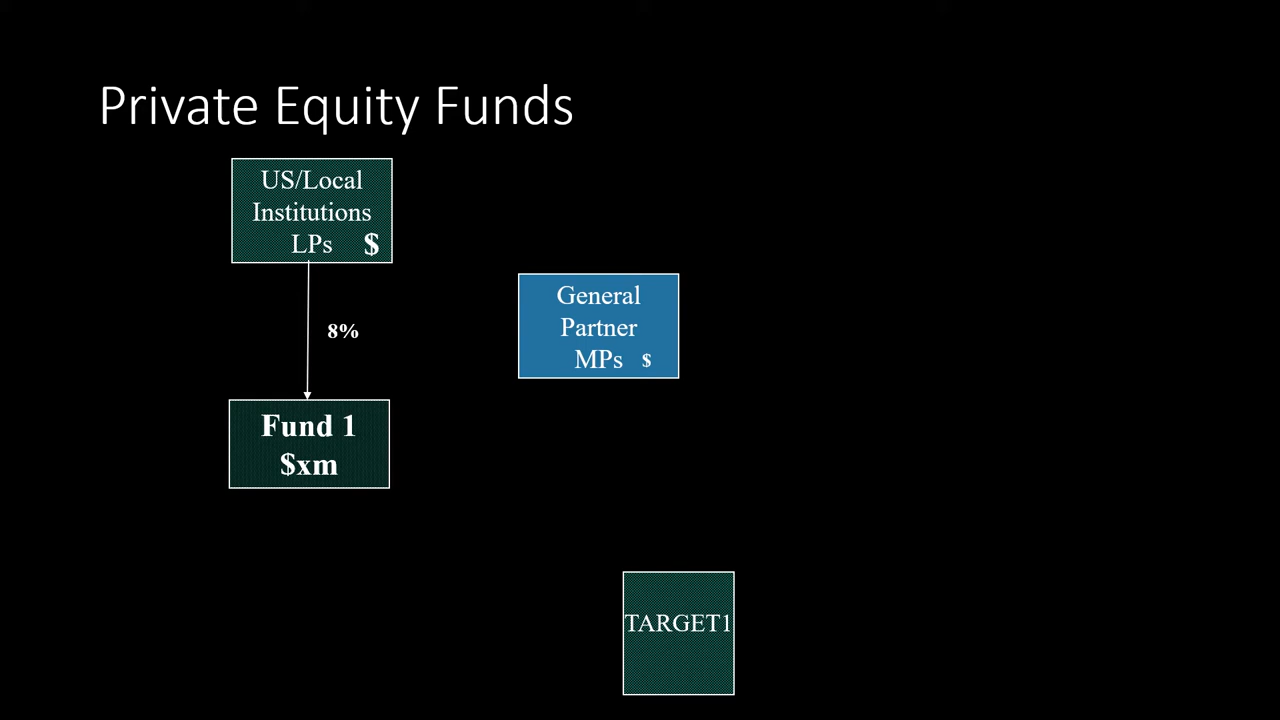 Private Equity Funds
US/Local
Institutions
LPs $
General
Partner
MPs $
8%
Fund 1
$xm
TARGET1